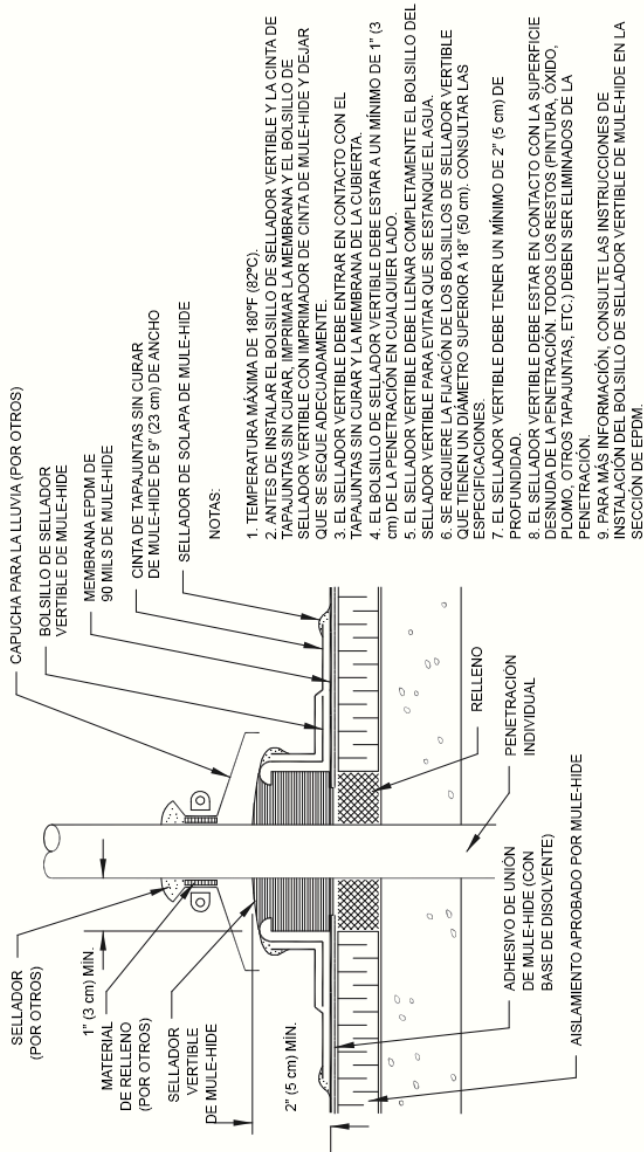 SELLADOR
(POR OTROS)
1" (3 cm) MÍN.
MATERIAL
DE RELLENO
(POR OTROS)
SELLADOR
VERTIBLE
DE MULE-HIDE
2" (5 cm) MÍN.
CAPUCHA PARA LA LLUVIA (POR OTROS)
BOLSILLO DE SELLADOR
VERTIBLE DE MULE-HIDE
MEMBRANA EPDM DE
90 MILS DE MULE-HIDE
CINTA DE TAPAJUNTAS SIN CURAR
DE MULE-HIDE DE 9" (23 cm) DE ANCHO
SELLADOR DE SOLAPA DE MULE-HIDE
ADHESIVO DE UNIÓN
DE MULE-HIDE (CON
BASE DE DISOLVENTE)
AISLAMIENTO APROBADO POR MULE-HIDE
RELLENO
PENETRACIÓN
INDIVIDUAL
NOTAS:
1. TEMPERATURA MÁXIMA DE 180ºF (82ºC).
2. ANTES DE INSTALAR EL BOLSILLO DE SELLADOR VERTIBLE Y LA CINTA DE
TAPAJUNTAS SIN CURAR, IMPRIMAR LA MEMBRANA Y EL BOLSILLO DE
SELLADOR VERTIBLE CON IMPRIMADOR DE CINTA DE MULE-HIDE Y DEJAR
QUE SE SEQUE ADECUADAMENTE.
3. EL SELLADOR VERTIBLE DEBE ENTRAR EN CONTACTO CON EL
TAPAJUNTAS SIN CURAR Y LA MEMBRANA DE LA CUBIERTA.
4. EL BOLSILLO DE SELLADOR VERTIBLE DEBE ESTAR A UN MÍNIMO DE 1" (3
cm) DE LA PENETRACIÓN EN CUALQUIER LADO.
5. EL SELLADOR VERTIBLE DEBE LLENAR COMPLETAMENTE EL BOLSILLO DEL
SELLADOR VERTIBLE PARA EVITAR QUE SE ESTANQUE EL AGUA.
6. SE REQUIERE LA FIJACIÓN DE LOS BOLSILLOS DE SELLADOR VERTIBLE
QUE TIENEN UN DIÁMETRO SUPERIOR A 18" (50 cm). CONSULTAR LAS
ESPECIFICACIONES.
7. EL SELLADOR VERTIBLE DEBE TENER UN MÍNIMO DE 2" (5 cm) DE
PROFUNDIDAD.
8. EL SELLADOR VERTIBLE DEBE ESTAR EN CONTACTO CON LA SUPERFICIE
DESNUDA DE LA PENETRACIÓN. TODOS LOS RESTOS (PINTURA, ÓXIDO,
PLOMO, OTROS TAPAJUNTAS, ETC.) DEBEN SER ELIMINADOS DE LA
PENETRACIÓN.
9. PARA MÁS INFORMACIÓN, CONSULTE LAS INSTRUCCIONES DE
INSTALACIÓN DEL BOLSILLO DE SELLADOR VERTIBLE DE MULE-HIDE EN LA
SECCIÓN DE EPDM.